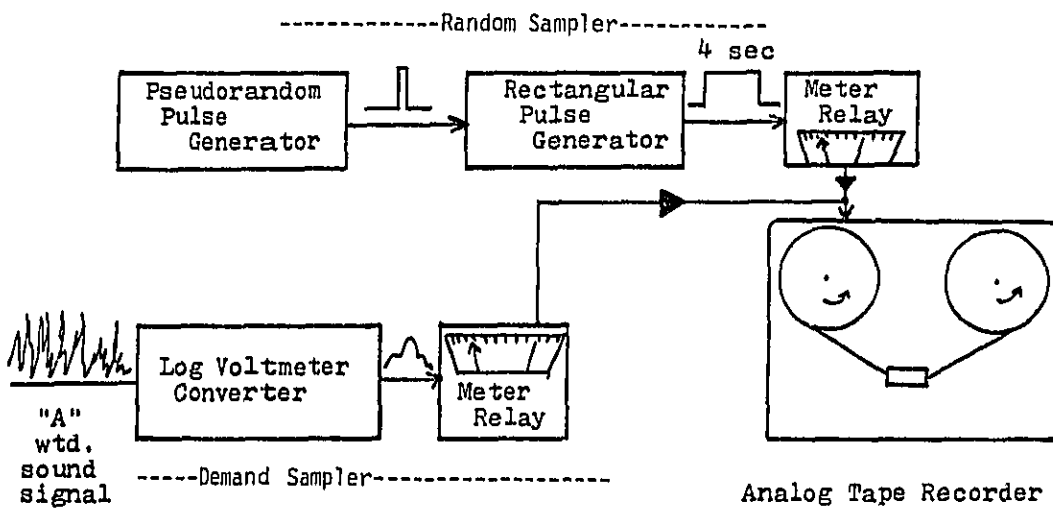 -----Random Sampler-----------
4 sec
Pseudorandom
Pulse
Generator
Rectangular
Pulse
Generator
Meter
Relay
Log Voltmeter
Converter
Meter
Relay
"A"
wtd.
sound
signal
-----Demand Sampler-------------------
Analog Tape Recorder